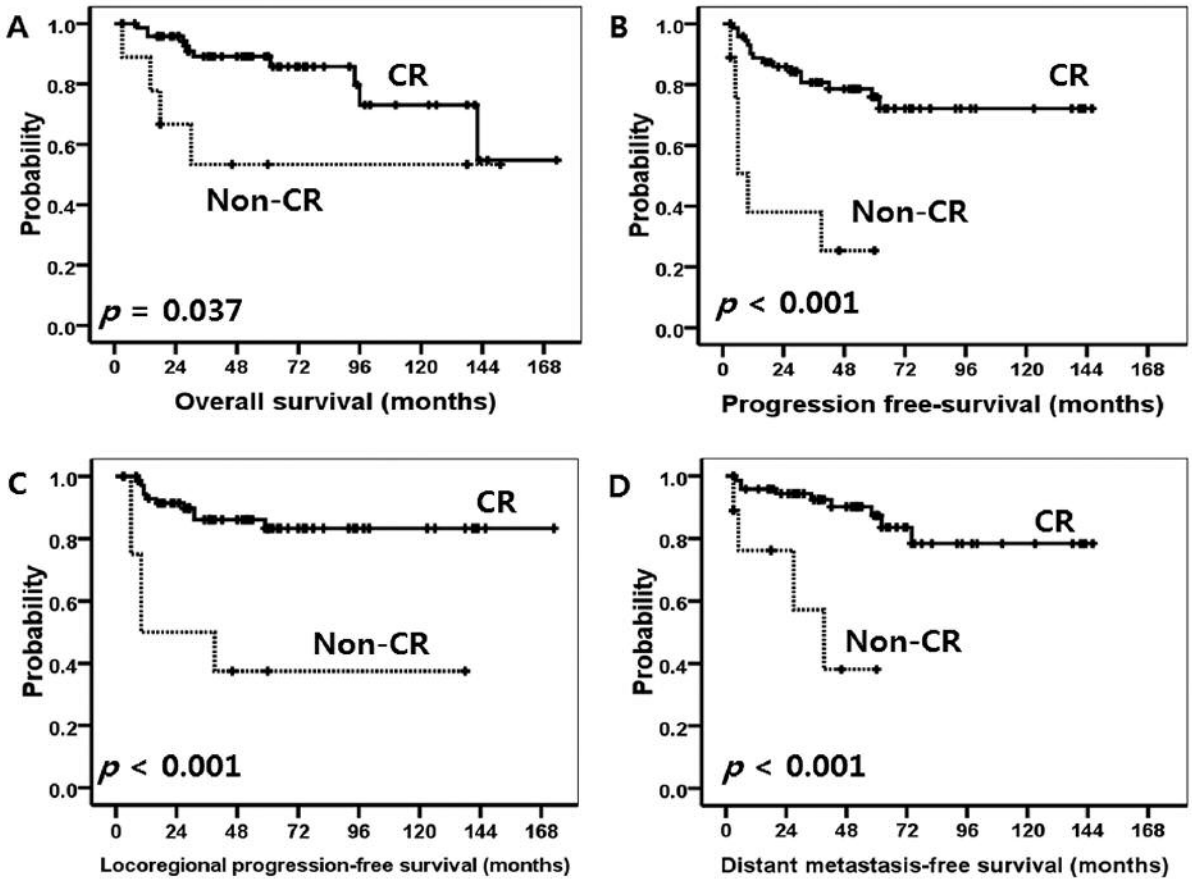 A
1.0
0.8
0.6
0.4
0.2
0.0
Probability
CR
Non-CR
p = 0.037
0 24 48 72 96 120 144 168
Overall survival (months)
B
1.0
0.8
0.6
0.4
0.2
0.0
Probability
CR
Non-CR
p < 0.001
0 24 48 72 96 120 144 168
Progression free-survival (months)
C
1.0
0.8
0.6
0.4
0.2
0.0
Probability
CR
Non-CR
p < 0.001
0 24 48 72 96 120 144 168
Locoregional progression-free survival (months)
D
1.0
0.8
0.6
0.4
0.2
0.0
Probability
CR
Non-CR
p < 0.001
0 24 48 72 96 120 144 168
Distant metastasis-free survival (months)